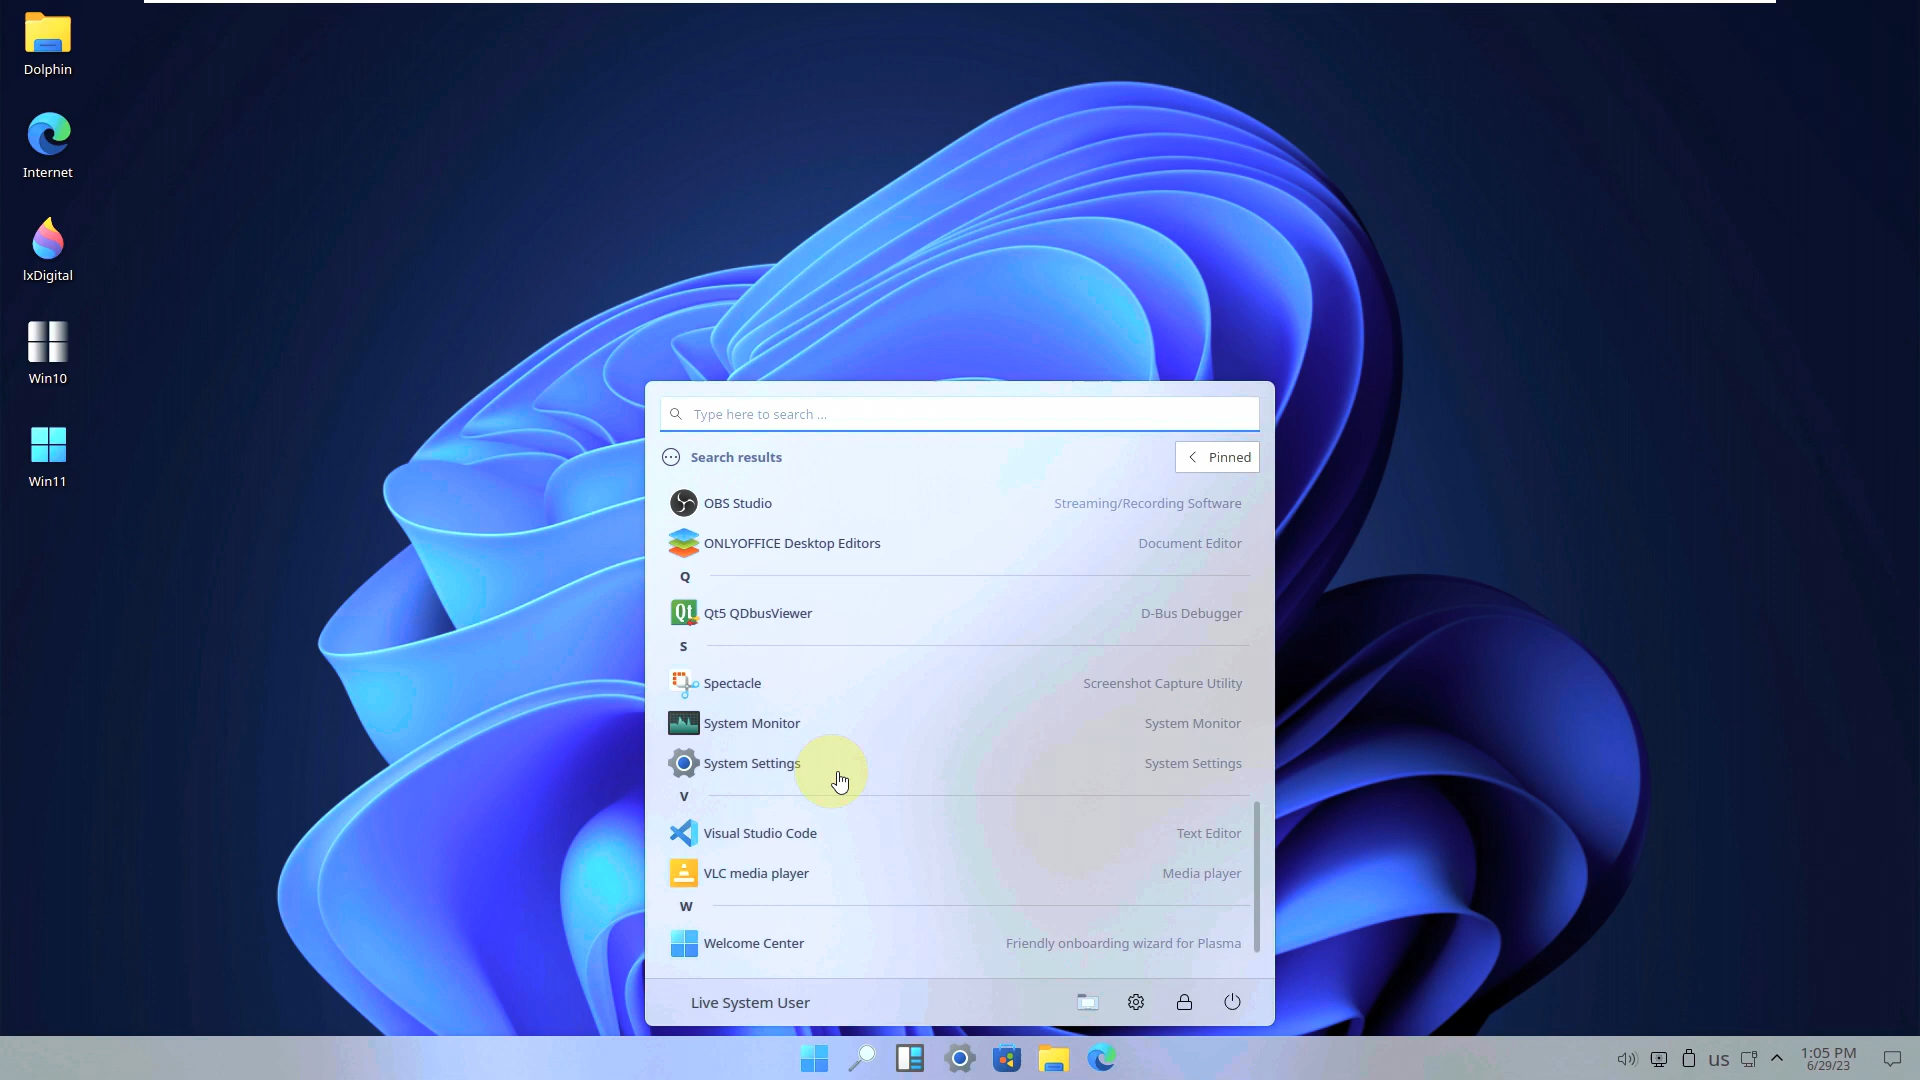 Dolphin
Internet
lxDigital
Win10
Win11
Type here to search ...
Search results
Pinned
OBS Studio Streaming/Recording Software
ONLYOFFICE Desktop Editors Document Editor
Q
Qt5 QDbusViewer D-Bus Debugger
S
Spectacle Screenshot Capture Utility
System Monitor System Monitor
System Settings System Settings
V
Visual Studio Code Text Editor
VLC media player Media player
W
Welcome Center Friendly onboarding wizard for Plasma
Live System User
us
1:05 PM
6/29/23